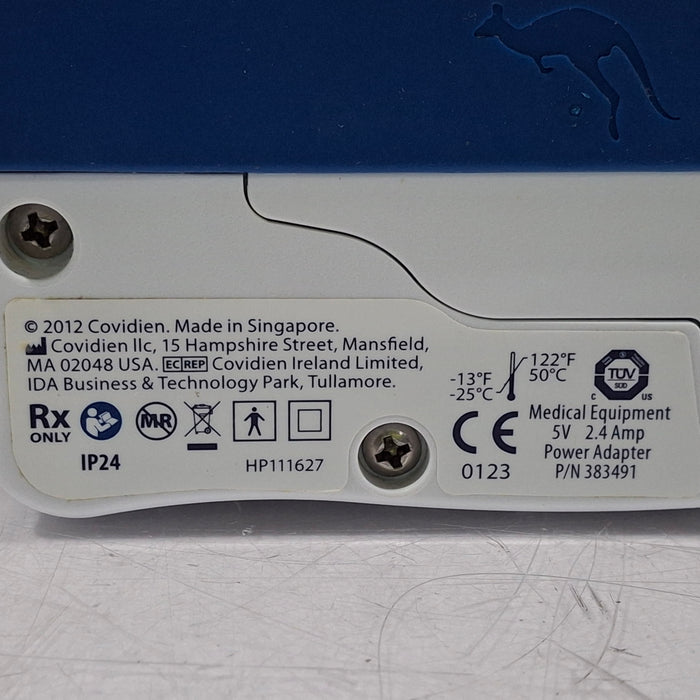 © 2012 Covidien. Made in Singapore.
Covidien llc, 15 Hampshire Street, Mansfield,
MA 02048 USA. EC REP Covidien Ireland Limited,
IDA Business & Technology Park, Tullamore.
Rx ONLY
MR
IP24
HP111627
-13°F
-25°C
122°F
50°C
TÜV
SÜD
C US
CE
0123
Medical Equipment
5V 2.4 Amp
Power Adapter
P/N 383491